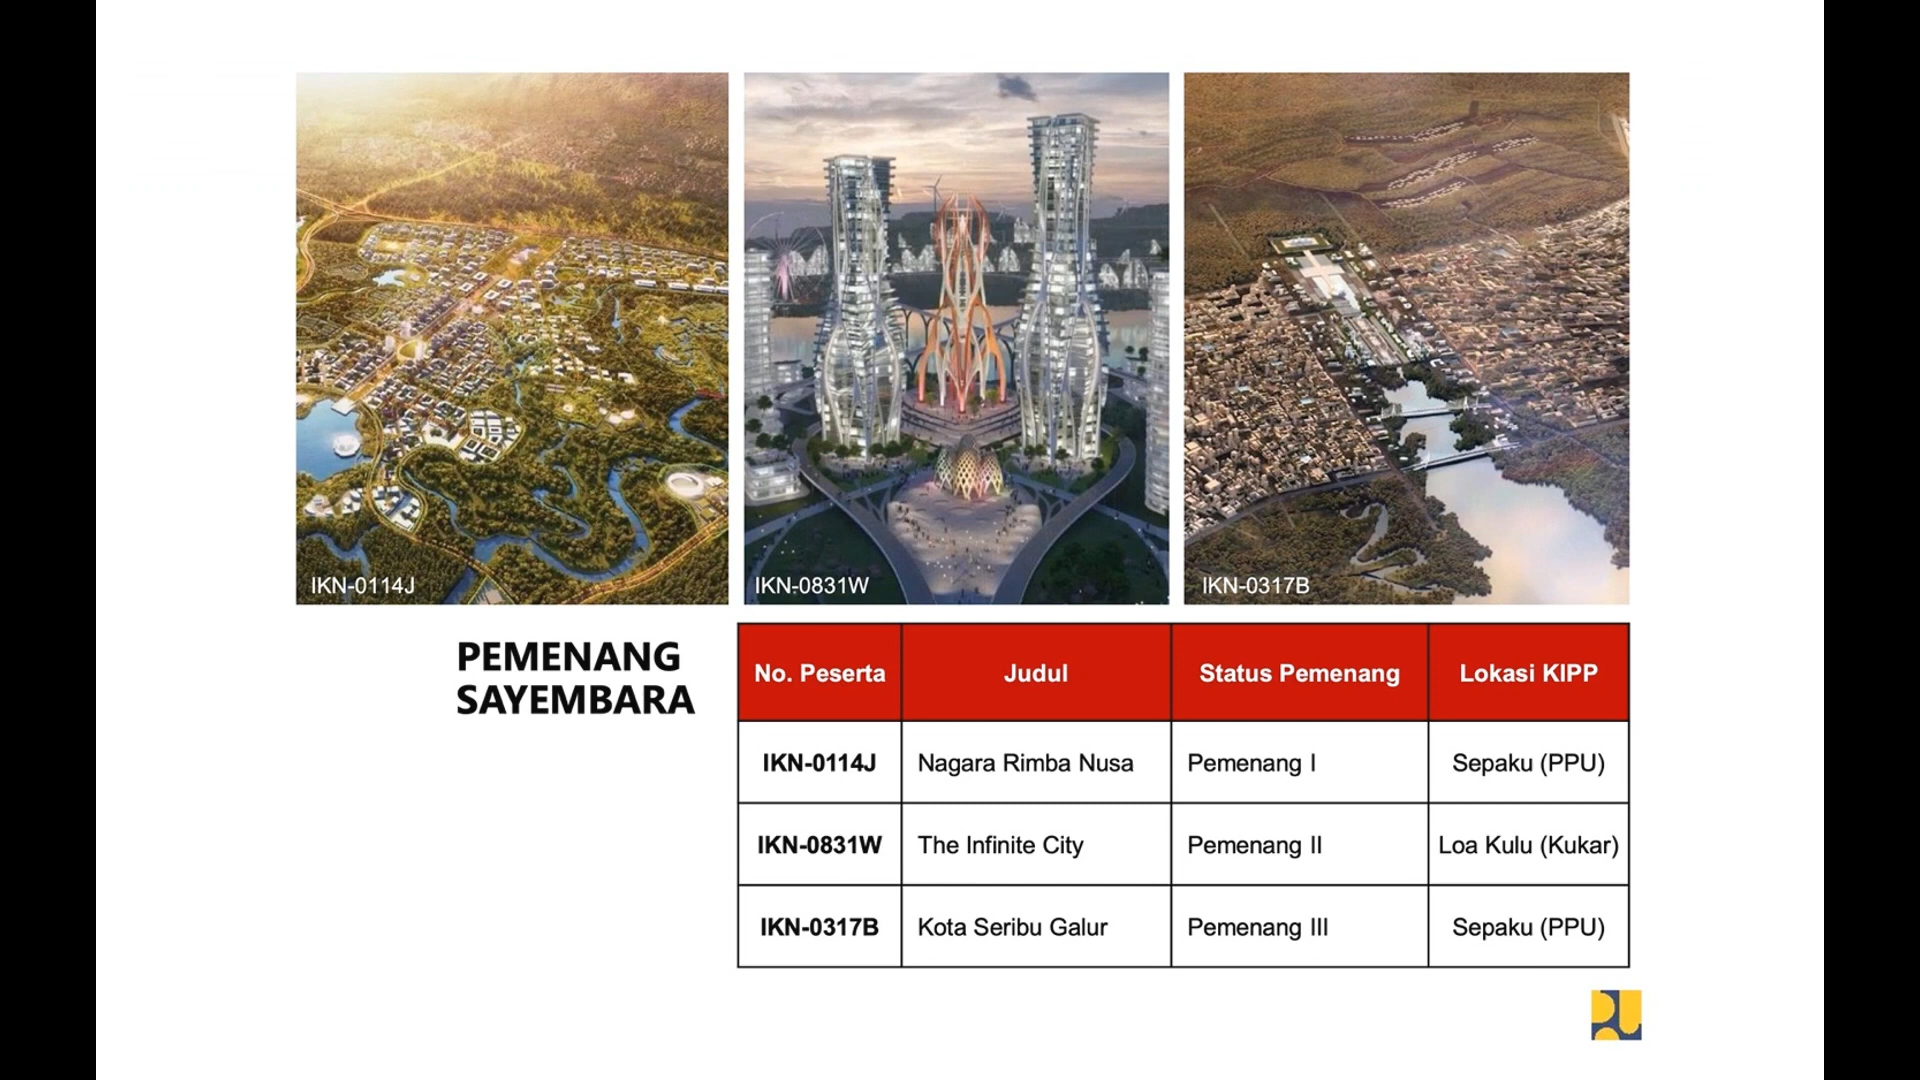 IKN-0114J
IKN-0831W
IKN-0317B
PEMENANG
SAYEMBARA
No. Peserta Judul Status Pemenang Lokasi KIPP
IKN-0114J Nagara Rimba Nusa Pemenang I Sepaku (PPU)
IKN-0831W The Infinite City Pemenang II Loa Kulu (Kukar)
IKN-0317B Kota Seribu Galur Pemenang III Sepaku (PPU)